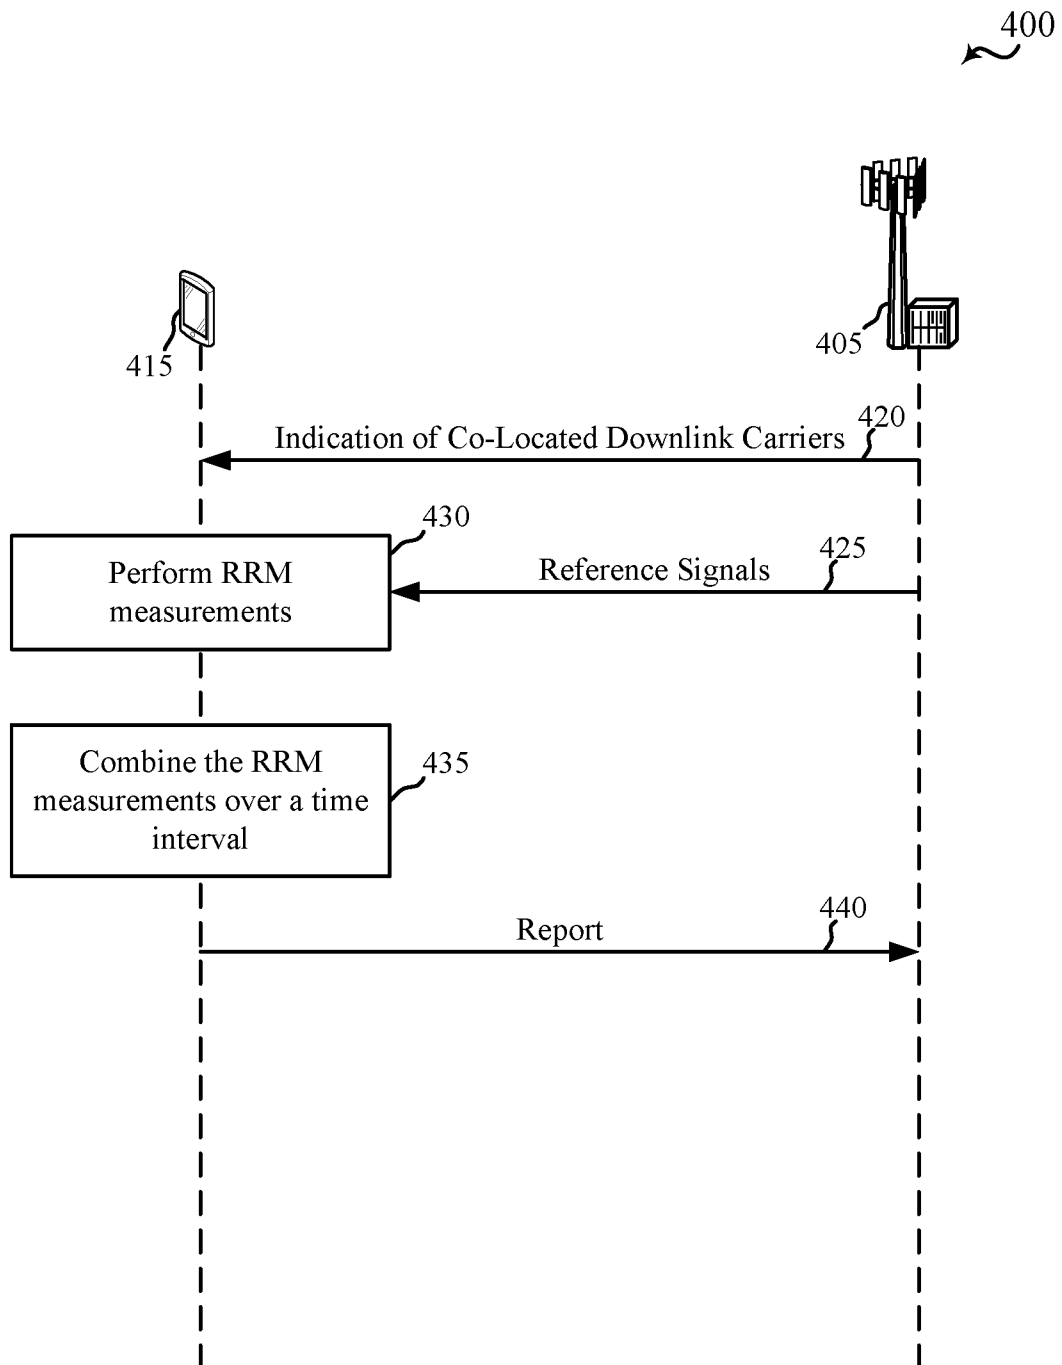 400
415
405
420
Indication of Co-Located Downlink Carriers
430
425
Perform RRM
measurements
Reference Signals
435
Combine the RRM
measurements over a time
interval
440
Report